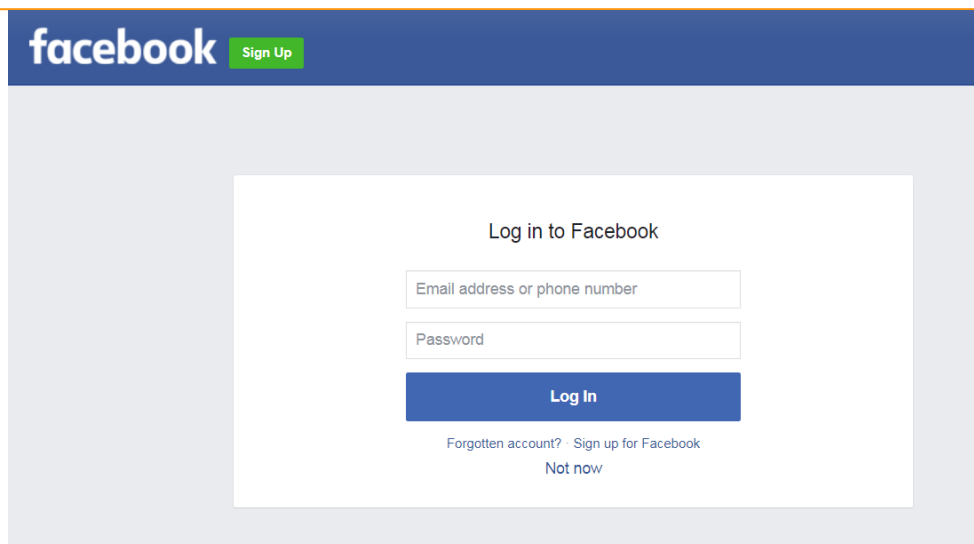 facebook Sign Up
Log in to Facebook
Email address or phone number
Password
Log In
Forgotten account? · Sign up for Facebook
Not now